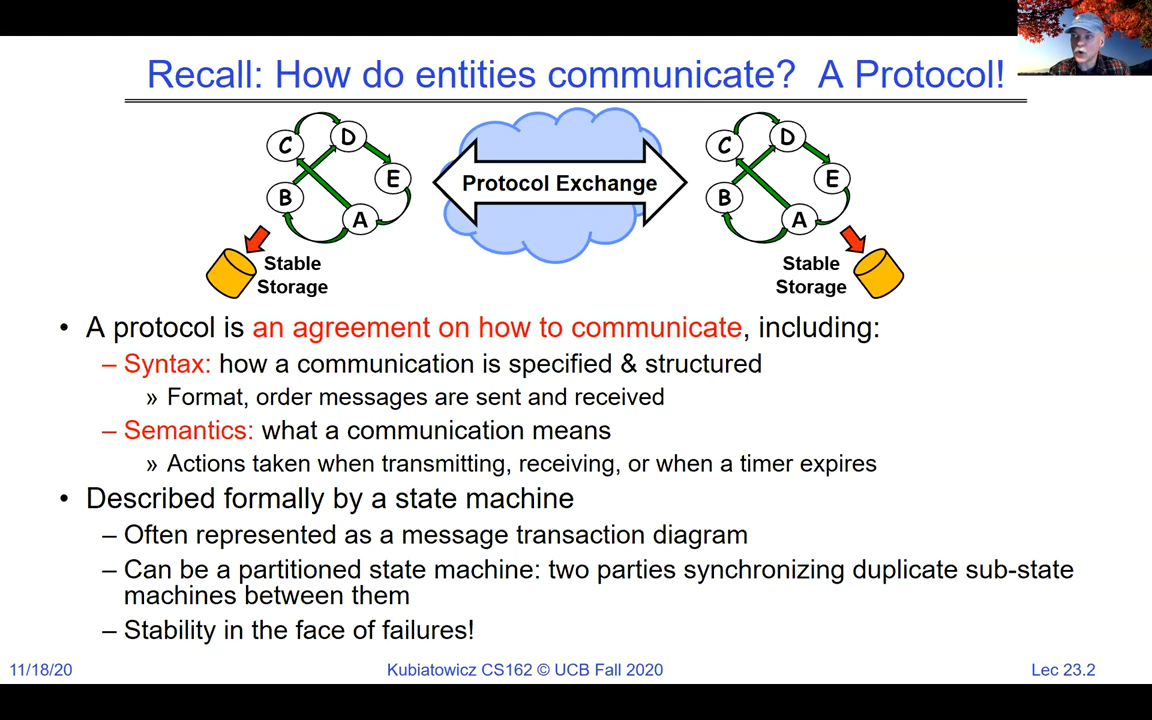 Recall: How do entities communicate? A Protocol!
C
D
E
B
A
Protocol Exchange
C
D
E
B
A
Stable
Storage
Stable
Storage
• A protocol is an agreement on how to communicate, including:
– Syntax: how a communication is specified & structured
» Format, order messages are sent and received
– Semantics: what a communication means
» Actions taken when transmitting, receiving, or when a timer expires
• Described formally by a state machine
– Often represented as a message transaction diagram
– Can be a partitioned state machine: two parties synchronizing duplicate sub-state
machines between them
– Stability in the face of failures!
11/18/20
Kubiatowicz CS162 © UCB Fall 2020
Lec 23.2